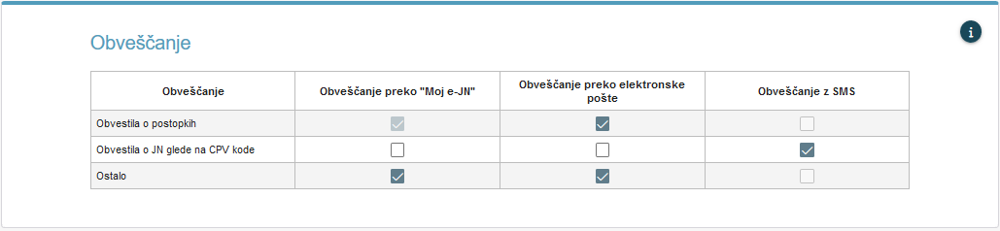 Obveščanje
Obveščanje
Obveščanje preko "Moj e-JN"
Obveščanje preko elektronske
pošte
Obveščanje z SMS
Obvestila o postopkih
Obvestila o JN glede na CPV kode
Ostalo